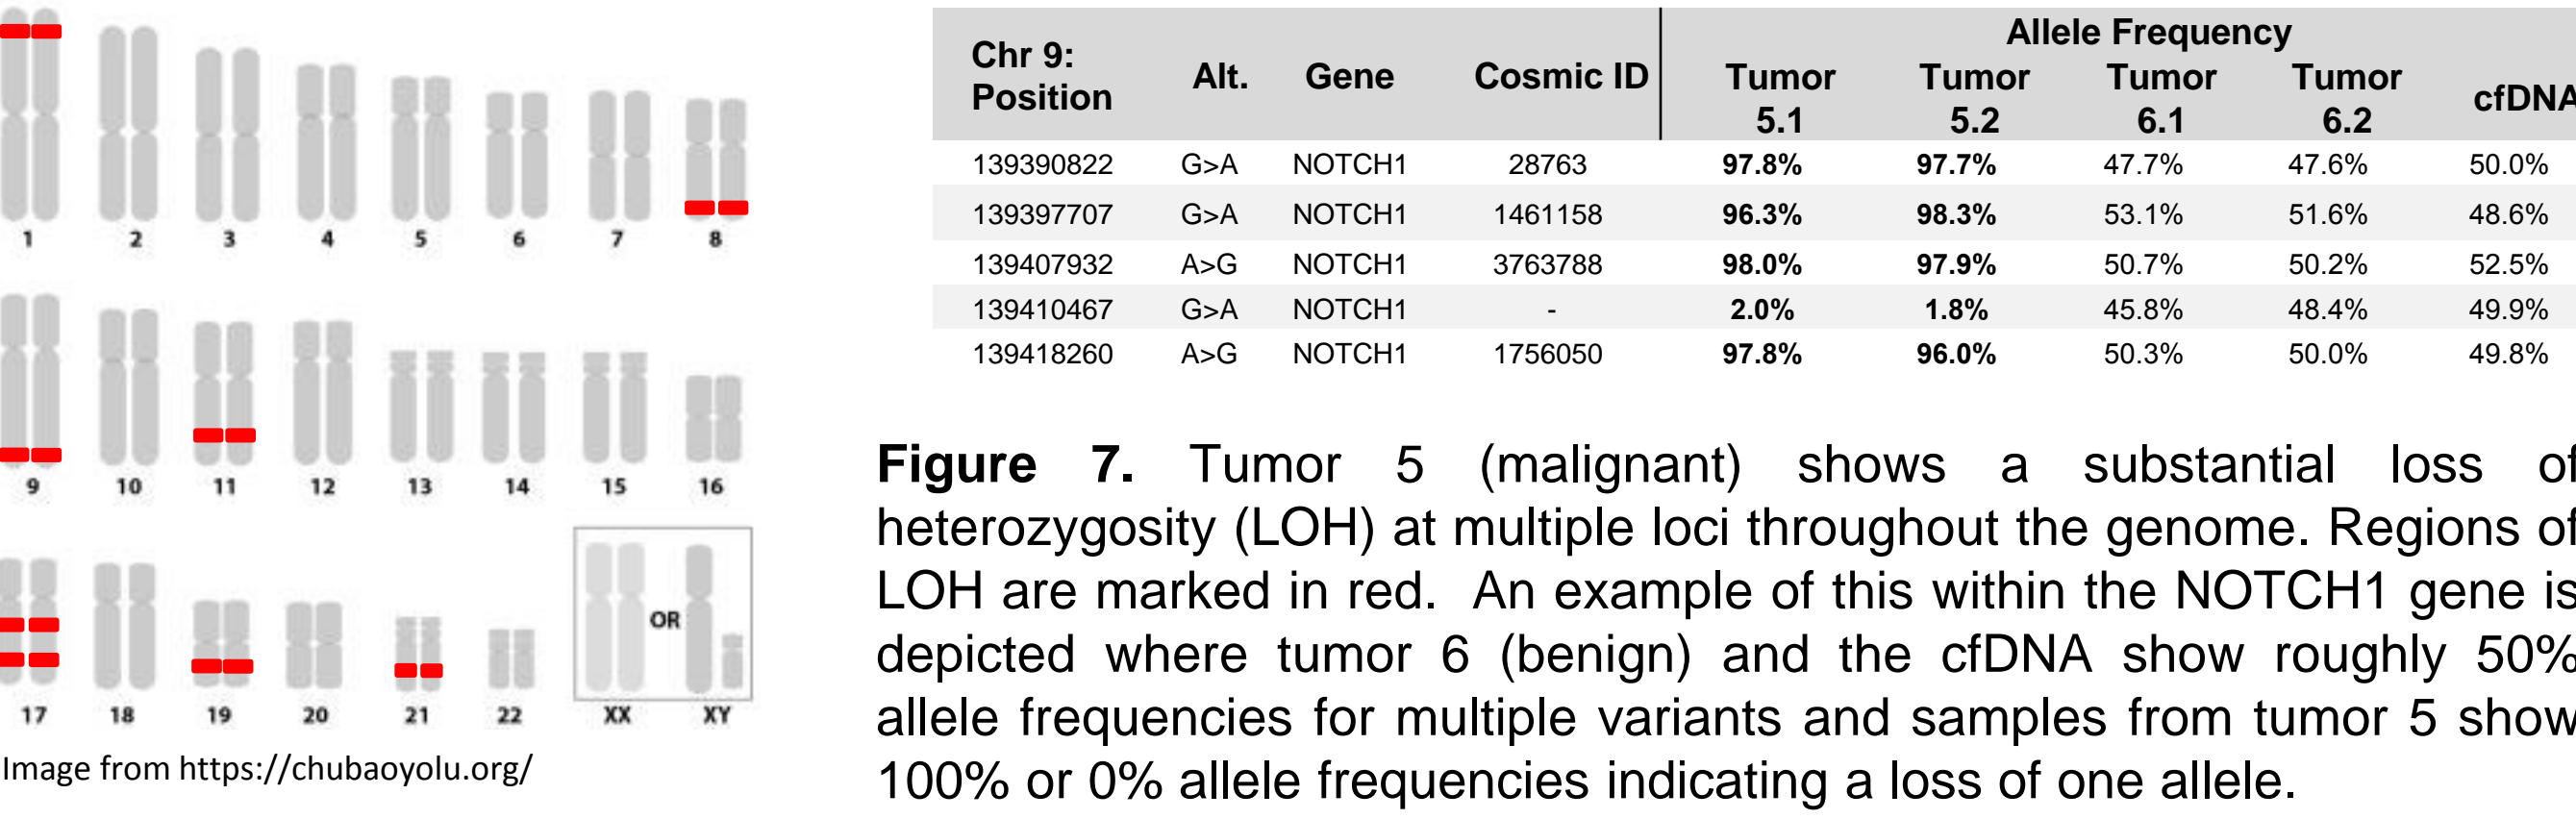 1 2 3 4 5 6 7 8
9 10 11 12 13 14 15 16
OR
17 18 19 20 21 22 XX XY
Image from https://chubaoyolu.org/
Allele Frequency
Chr 9: Position Alt. Gene Cosmic ID Tumor 5.1 Tumor 5.2 Tumor 6.1 Tumor 6.2 cfDNA
139390822 G>A NOTCH1 28763 97.8% 97.7% 47.7% 47.6% 50.0%
139397707 G>A NOTCH1 1461158 96.3% 98.3% 53.1% 51.6% 48.6%
139407932 A>G NOTCH1 3763788 98.0% 97.9% 50.7% 50.2% 52.5%
139410467 G>A NOTCH1 - 2.0% 1.8% 45.8% 48.4% 49.9%
139418260 A>G NOTCH1 1756050 97.8% 96.0% 50.3% 50.0% 49.8%
Figure 7. Tumor 5 (malignant) shows a substantial loss of
heterozygosity (LOH) at multiple loci throughout the genome. Regions of
LOH are marked in red. An example of this within the NOTCH1 gene is
depicted where tumor 6 (benign) and the cfDNA show roughly 50%
allele frequencies for multiple variants and samples from tumor 5 show
100% or 0% allele frequencies indicating a loss of one allele.